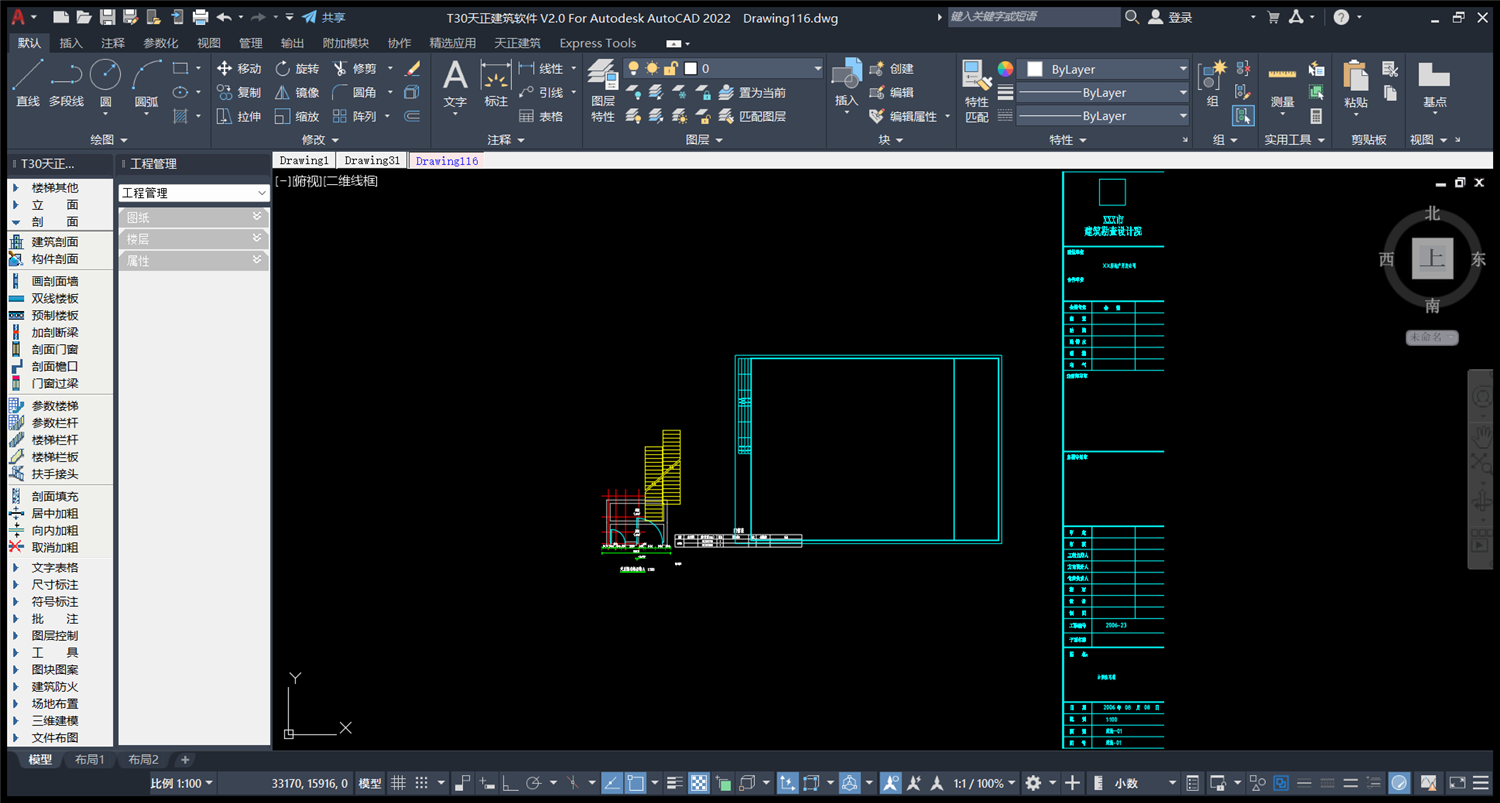 T30天正建筑软件 V2.0 For Autodesk AutoCAD 2022 Drawing116.dwg
共享
键入关键字或短语
登录
默认 插入 注释 参数化 视图 管理 输出 附加模块 协作 精选应用 天正建筑 Express Tools
直线 多段线 圆 圆弧
移动 旋转 修剪
复制 镜像 圆角
拉伸 缩放 阵列
文字 标注
线性
引线
表格
图层特性
0
置为当前
匹配图层
插入
创建
编辑
编辑属性
特性匹配
ByLayer
ByLayer
ByLayer
组
测量
粘贴
基点
绘图 修改 注释 图层 块 特性 组 实用工具 剪贴板 视图
T30天正...
工程管理
Drawing1 Drawing31 Drawing116
[-][俯视][二维线框]
工程管理
图纸
楼层
属性
楼梯其他
立 面
剖 面
建筑剖面
构件剖面
画剖面墙
双线楼板
预制楼板
加剖断梁
剖面门窗
剖面檐口
门窗过梁
参数楼梯
参数栏杆
楼梯栏杆
楼梯栏板
扶手接头
剖面填充
居中加粗
向内加粗
取消加粗
文字表格
尺寸标注
符号标注
批 注
图层控制
工 具
图块图案
建筑防火
场地布置
三维建模
文件布图
XXX市
建筑勘查设计院
2006-23
2006 年 08 月 08 日
1:100
北
西 上 东
南
未命名
Y
X
模型 布局1 布局2 +
比例 1:100
33170, 15916, 0 模型
1:1 / 100%
小数